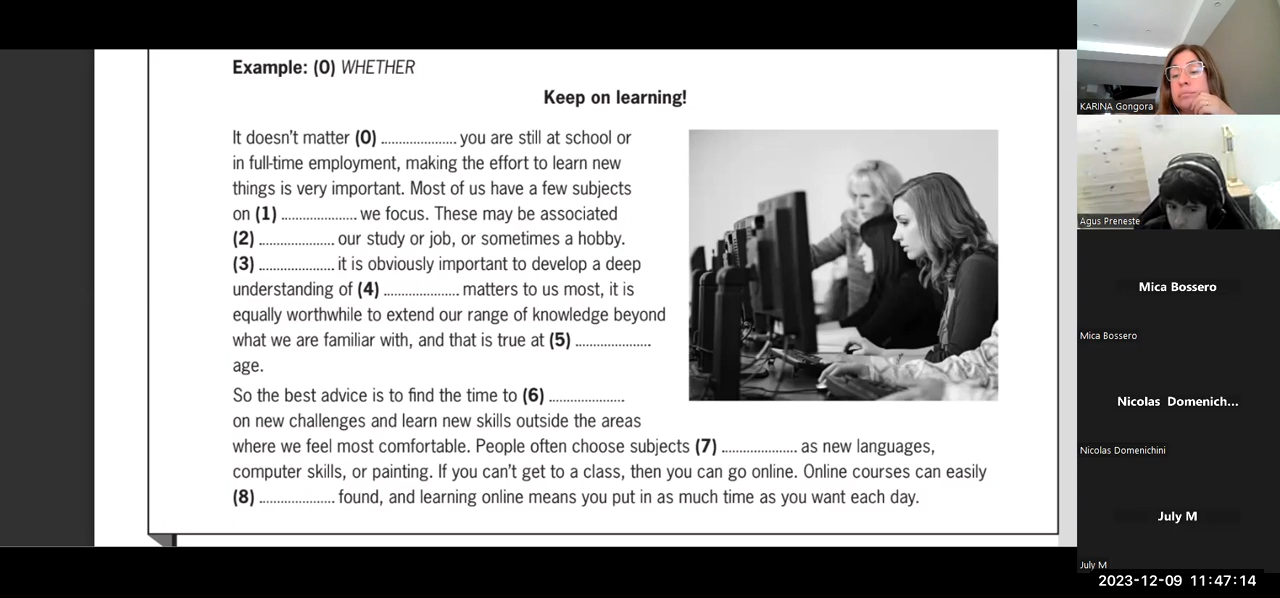 Example: (0) WHETHER
Keep on learning!
It doesn't matter (0) ..................... you are still at school or
in full-time employment, making the effort to learn new
things is very important. Most of us have a few subjects
on (1) ..................... we focus. These may be associated
(2) ..................... our study or job, or sometimes a hobby.
(3) ..................... it is obviously important to develop a deep
understanding of (4) ..................... matters to us most, it is
equally worthwhile to extend our range of knowledge beyond
what we are familiar with, and that is true at (5) .....................
age.
So the best advice is to find the time to (6) .....................
on new challenges and learn new skills outside the areas
where we feel most comfortable. People often choose subjects (7) ..................... as new languages,
computer skills, or painting. If you can't get to a class, then you can go online. Online courses can easily
(8) ..................... found, and learning online means you put in as much time as you want each day.
KARINA Gongora
Agus Preneste
Mica Bossero
Mica Bossero
Nicolas Domenich...
Nicolas Domenichini
July M
July M
2023-12-09 11:47:14